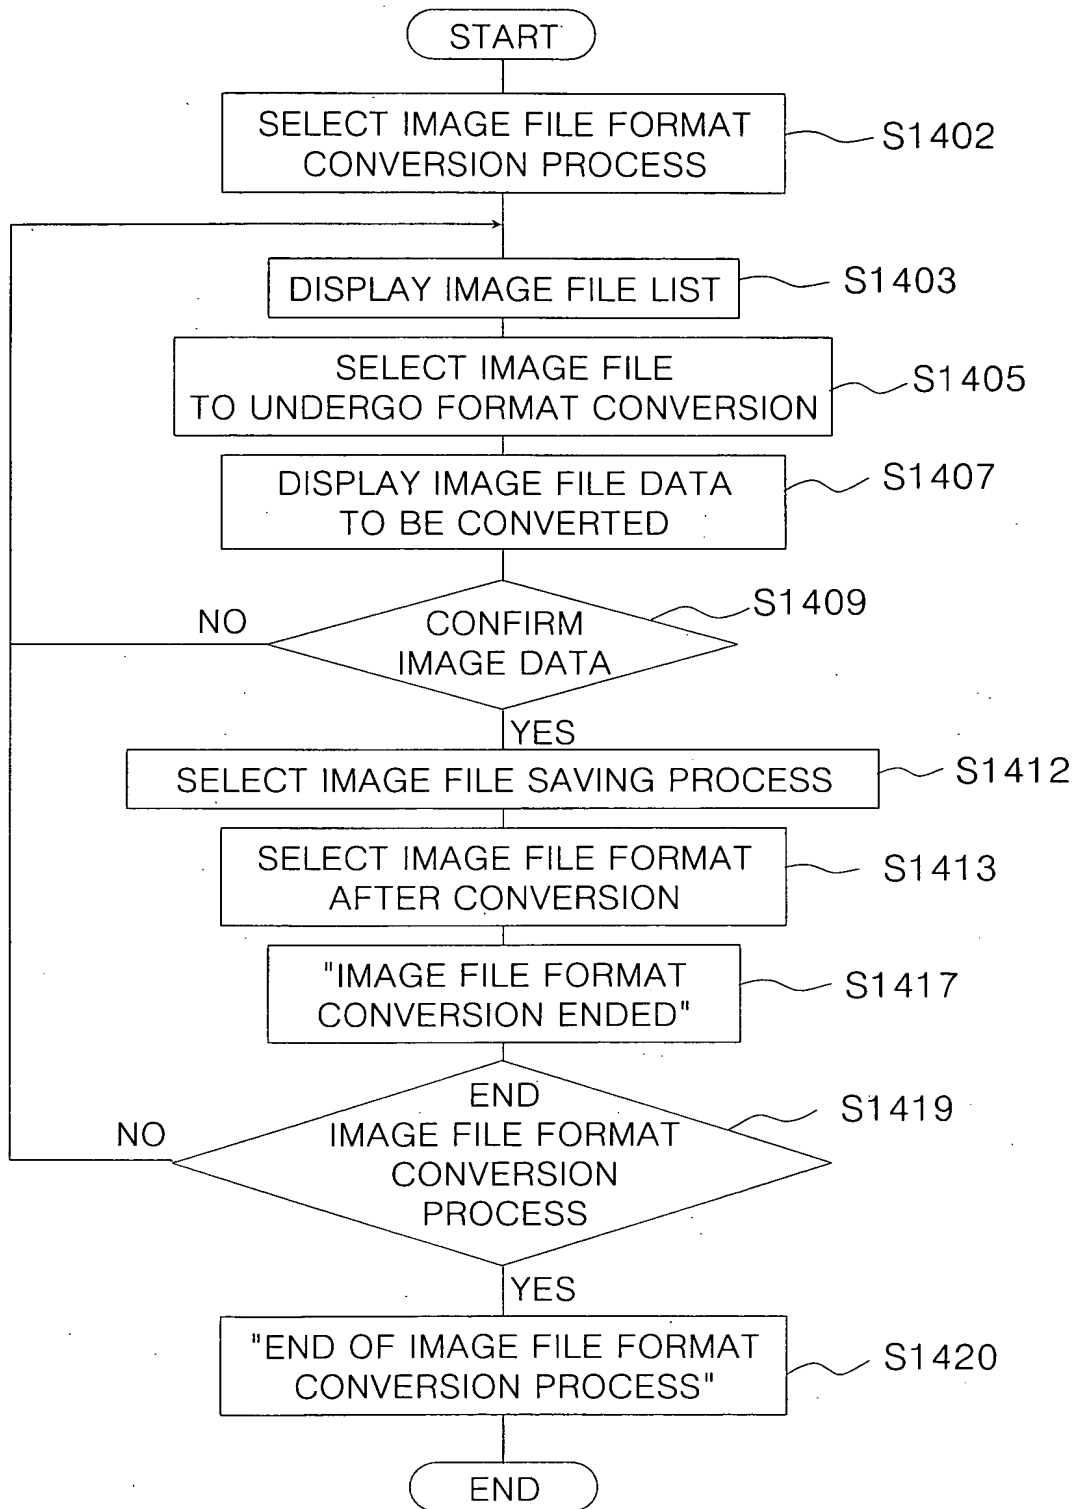 START
SELECT IMAGE FILE FORMAT
CONVERSION PROCESS
S1402
DISPLAY IMAGE FILE LIST
S1403
SELECT IMAGE FILE
TO UNDERGO FORMAT CONVERSION
S1405
DISPLAY IMAGE FILE DATA
TO BE CONVERTED
S1407
CONFIRM
IMAGE DATA
S1409
NO
YES
SELECT IMAGE FILE SAVING PROCESS
S1412
SELECT IMAGE FILE FORMAT
AFTER CONVERSION
S1413
"IMAGE FILE FORMAT
CONVERSION ENDED"
S1417
END
IMAGE FILE FORMAT
CONVERSION
PROCESS
S1419
NO
YES
"END OF IMAGE FILE FORMAT
CONVERSION PROCESS"
S1420
END